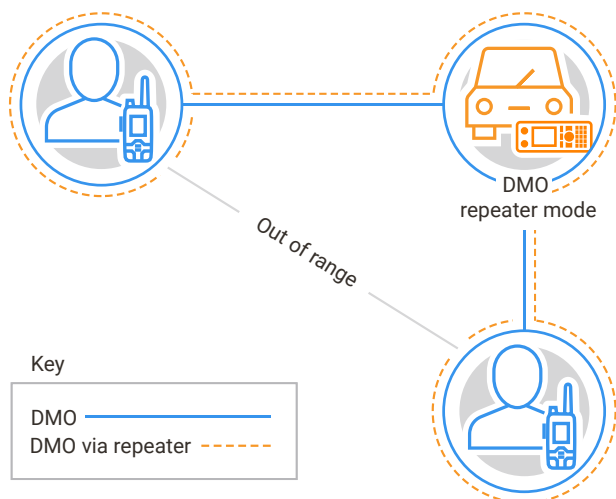 DMO
repeater mode
Out of range
Key
DMO
DMO via repeater